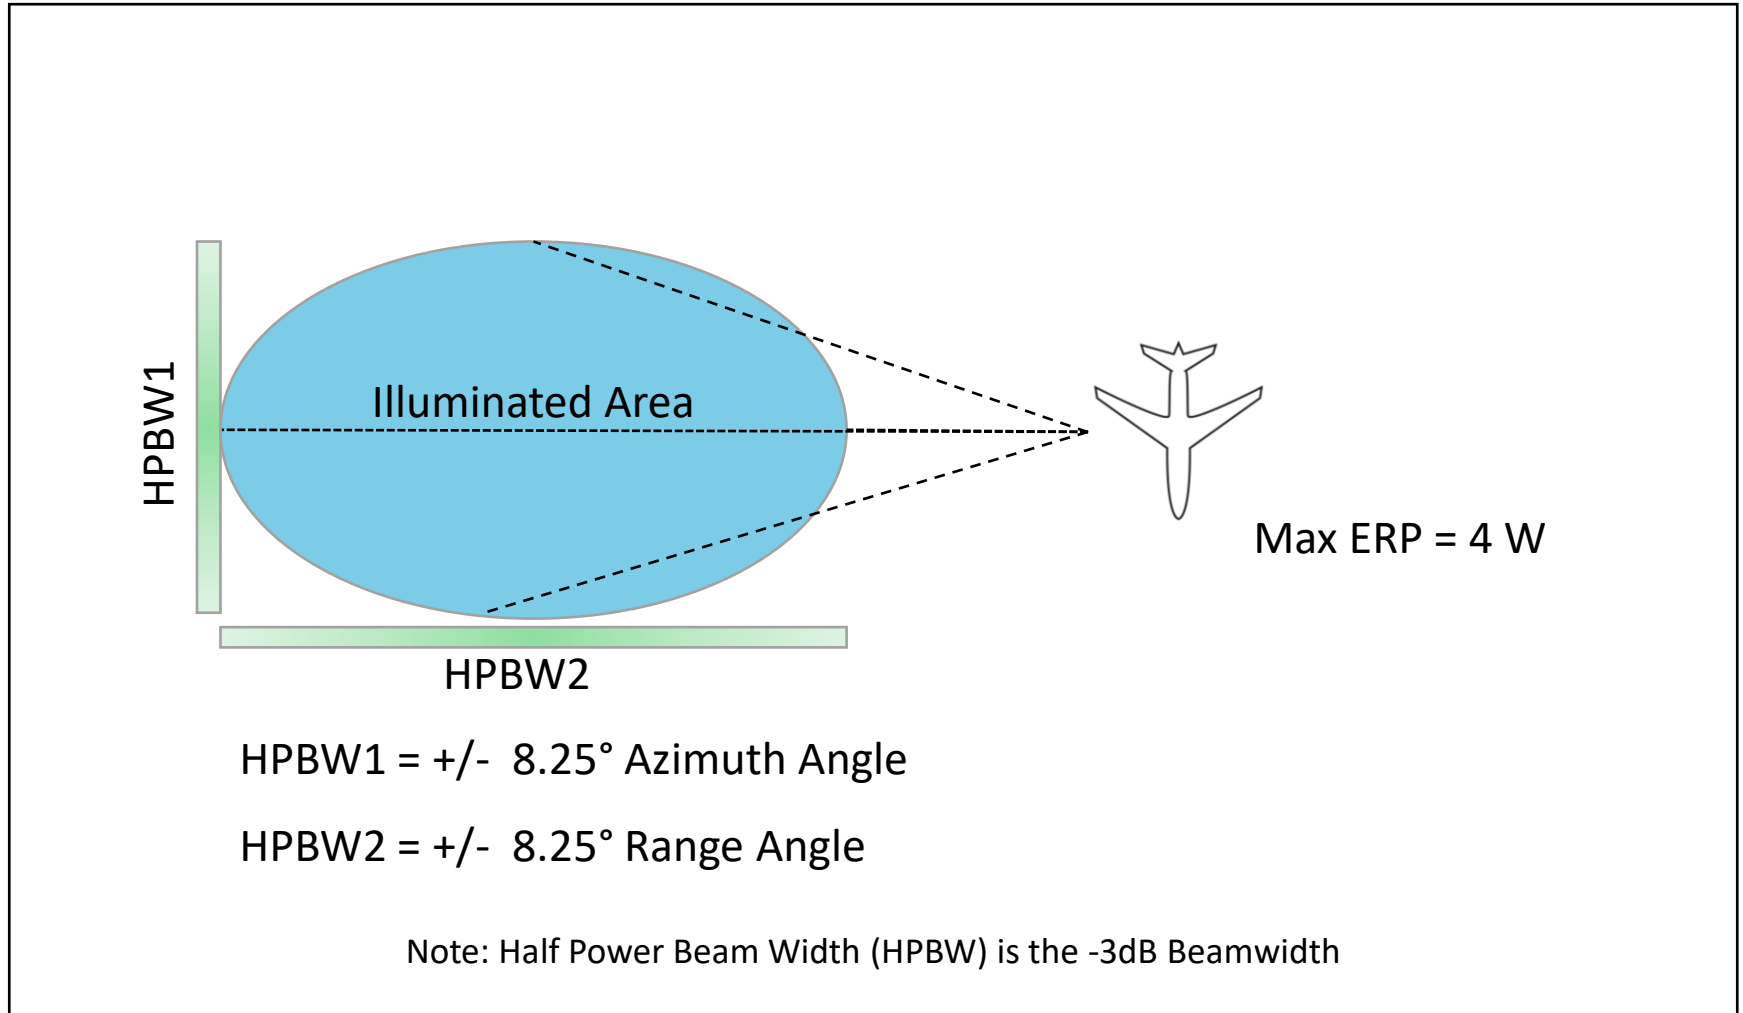 Illuminated Area
HPBW1
Max ERP = 4 W
HPBW2
HPBW1 = +/-  8.25° Azimuth Angle
HPBW2 = +/-  8.25° Range Angle
Note: Half Power Beam Width (HPBW) is the -3dB Beamwidth